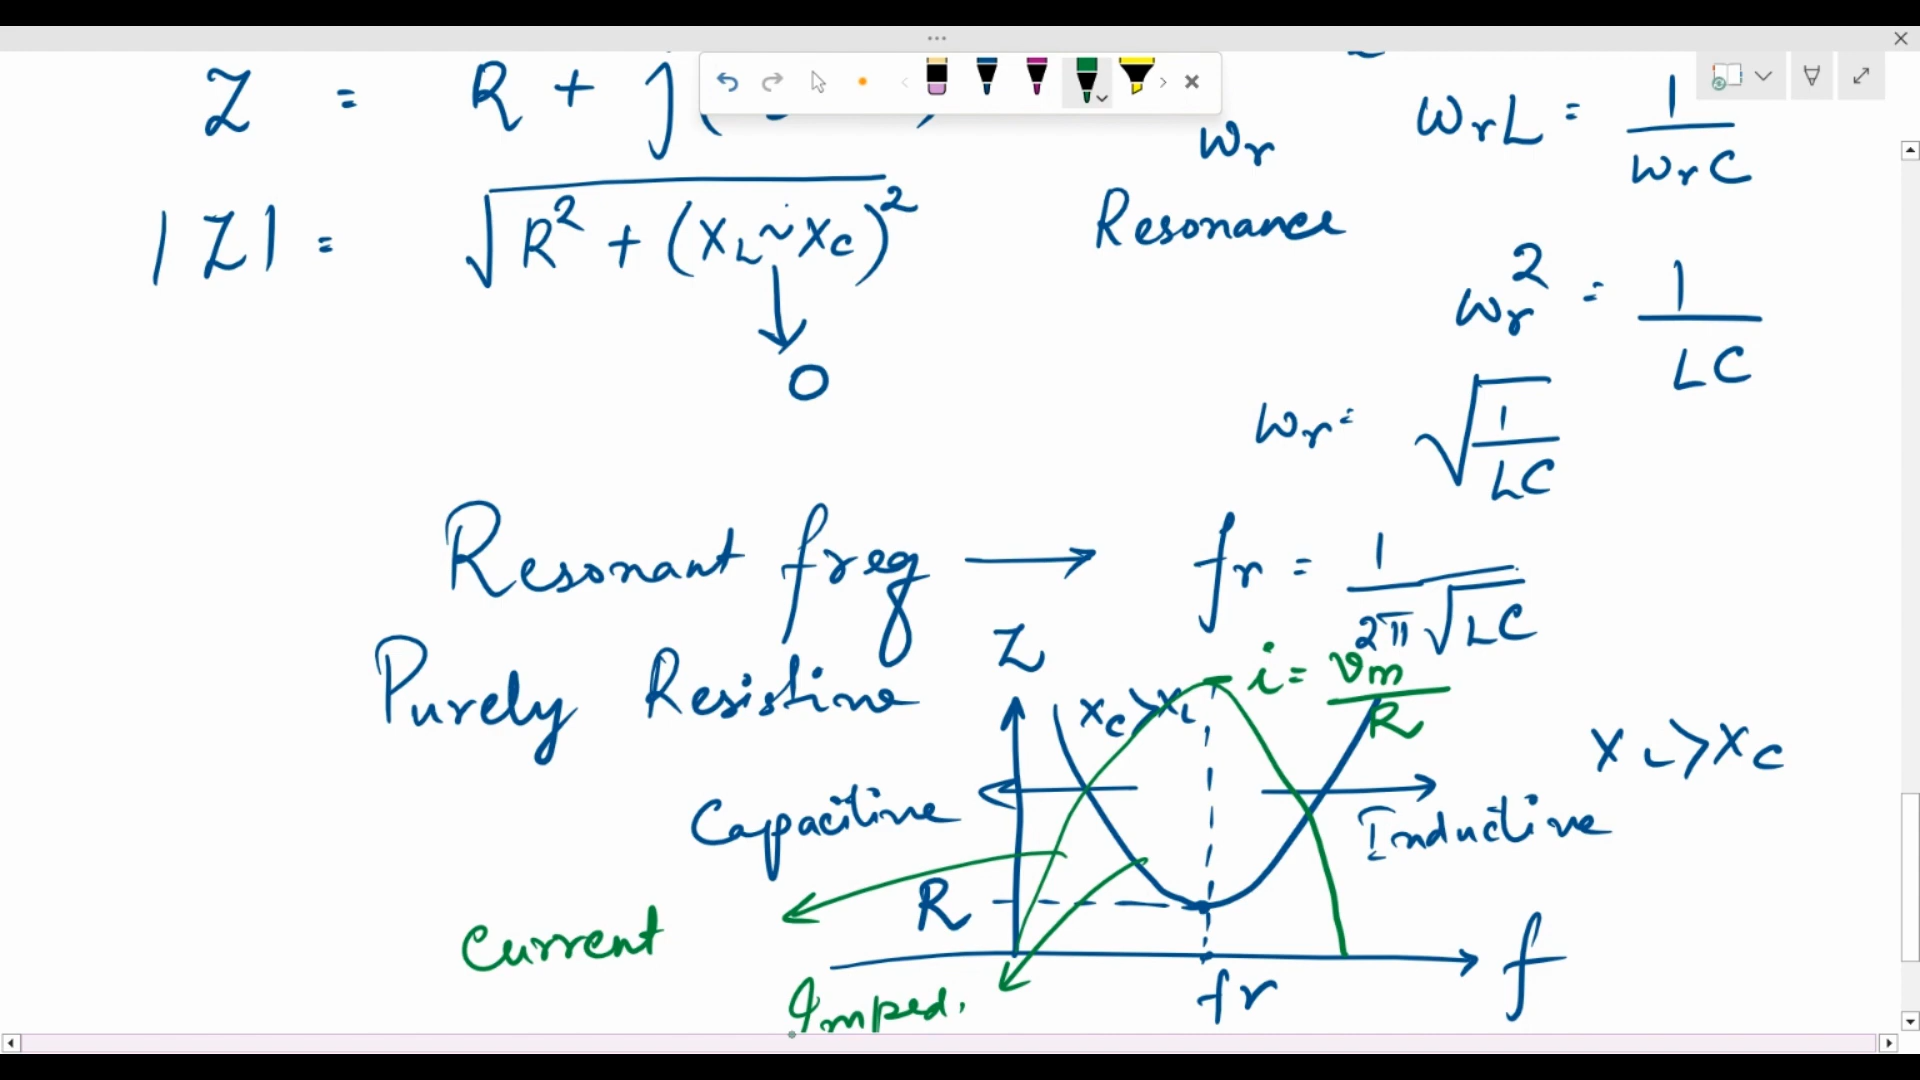 Z = R + j(
ωrL = 1/ωrC
ωr
|Z| = √R² + (XL ~ XC)²
Resonance
0
ωr² = 1/LC
ωr = √1/LC
Resonant freq → fr = 1/2π√LC
Purely Resistive
Z
i = vm/R
XC > XL
XL > XC
Capacitive
Inductive
R
Current
Imped.
fr
f